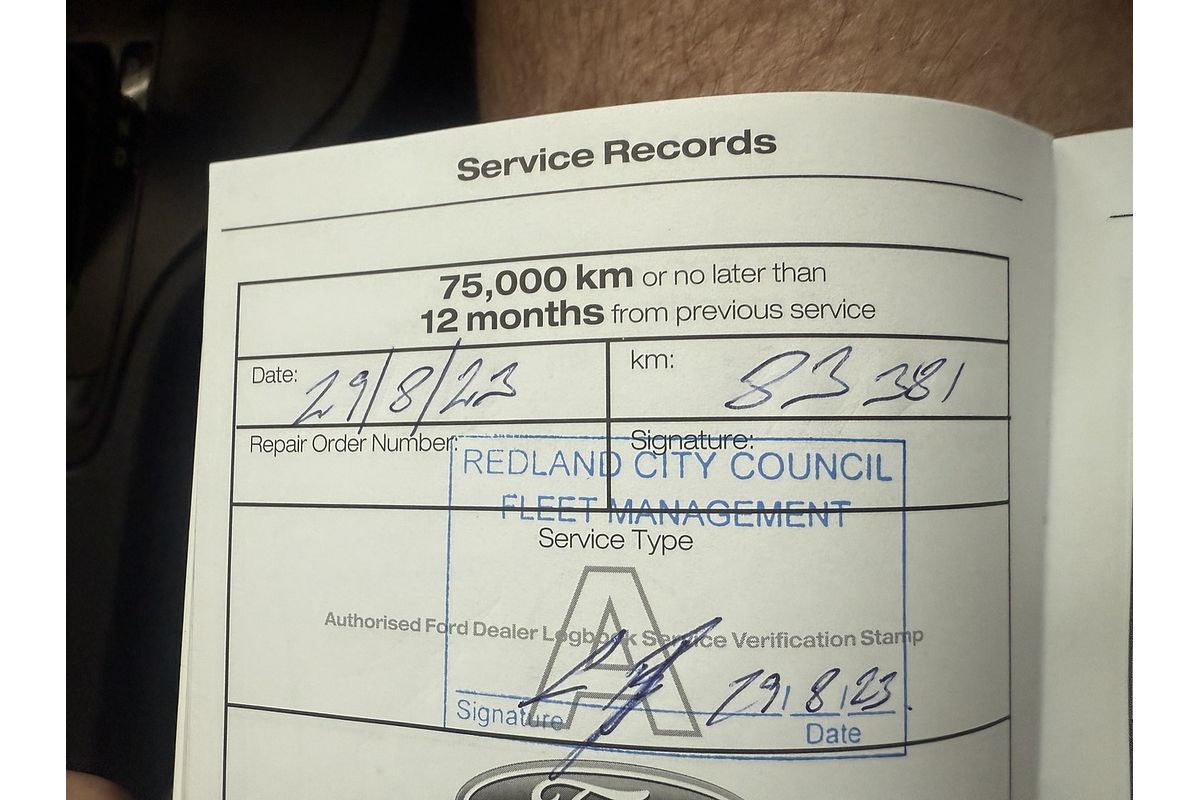 Service Records
75,000 km or no later than
12 months from previous service
Date: 29/8/23
km: 83 381
Repair Order Number:
Signature:
REDLAND CITY COUNCIL
FLEET MANAGEMENT
Service Type
A
Authorised Ford Dealer Logbook Service Verification Stamp
29/8/23
Signature
Date